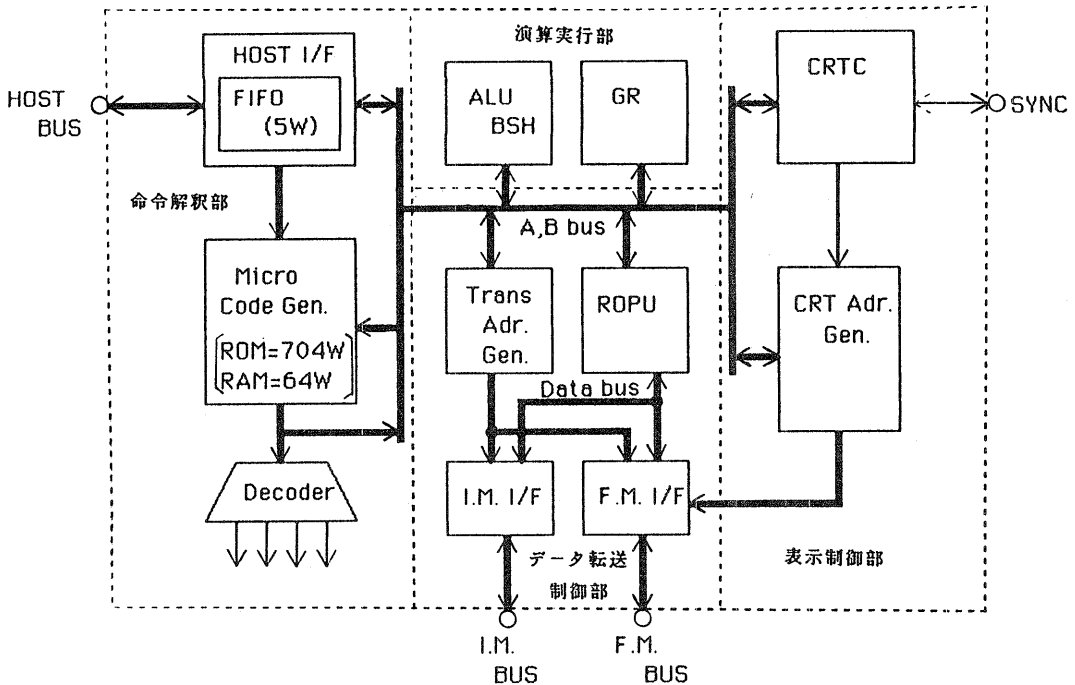 HOST
BUS
HOST I/F
FIFO
(5W)
命令解釈部
Micro
Code Gen.
ROM=704W
RAM=64W
Decoder
演算実行部
ALU
BSH
GR
A,B bus
Trans
Adr.
Gen.
ROPU
Data bus
I.M. I/F
F.M. I/F
データ転送
制御部
I.M.
BUS
F.M.
BUS
CRTC
SYNC
CRT Adr.
Gen.
表示制御部